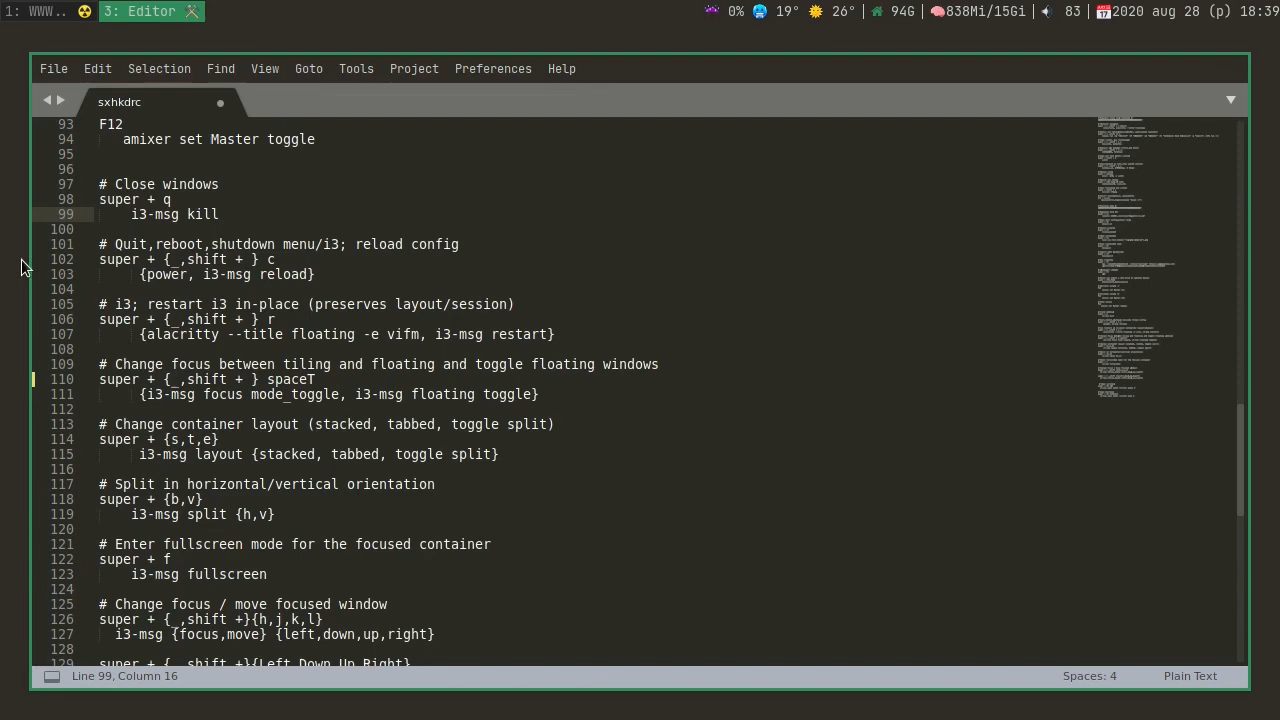 1: WWW.. ☢️ 3: Editor 🛠️ 👾 0% 🥶 19° 🌞 26° | 🏠 94G | 🧠838Mi/15Gi | 🔉 83 | 📅2020 aug 28 (p) 18:39
File Edit Selection Find View Goto Tools Project Preferences Help
sxhkdrc
93 F12
94 amixer set Master toggle
95
96
97 # Close windows
98 super + q
99 i3-msg kill
100
101 # Quit,reboot,shutdown menu/i3; reload config
102 super + {_,shift + } c
103 {power, i3-msg reload}
104
105 # i3; restart i3 in-place (preserves layout/session)
106 super + {_,shift + } r
107 {alacritty --title floating -e vr, i3-msg restart}
108
109 # Change focus between tiling and floating and toggle floating windows
110 super + {_,shift + } spaceT
111 {i3-msg focus mode_toggle, i3-msg floating toggle}
112
113 # Change container layout (stacked, tabbed, toggle split)
114 super + {s,t,e}
115 i3-msg layout {stacked, tabbed, toggle split}
116
117 # Split in horizontal/vertical orientation
118 super + {b,v}
119 i3-msg split {h,v}
120
121 # Enter fullscreen mode for the focused container
122 super + f
123 i3-msg fullscreen
124
125 # Change focus / move focused window
126 super + {_,shift +}{h,j,k,l}
127 i3-msg {focus,move} {left,down,up,right}
128
129 super + {_,shift +}{Left,Down,Up,Right}
Line 99, Column 16 Spaces: 4 Plain Text